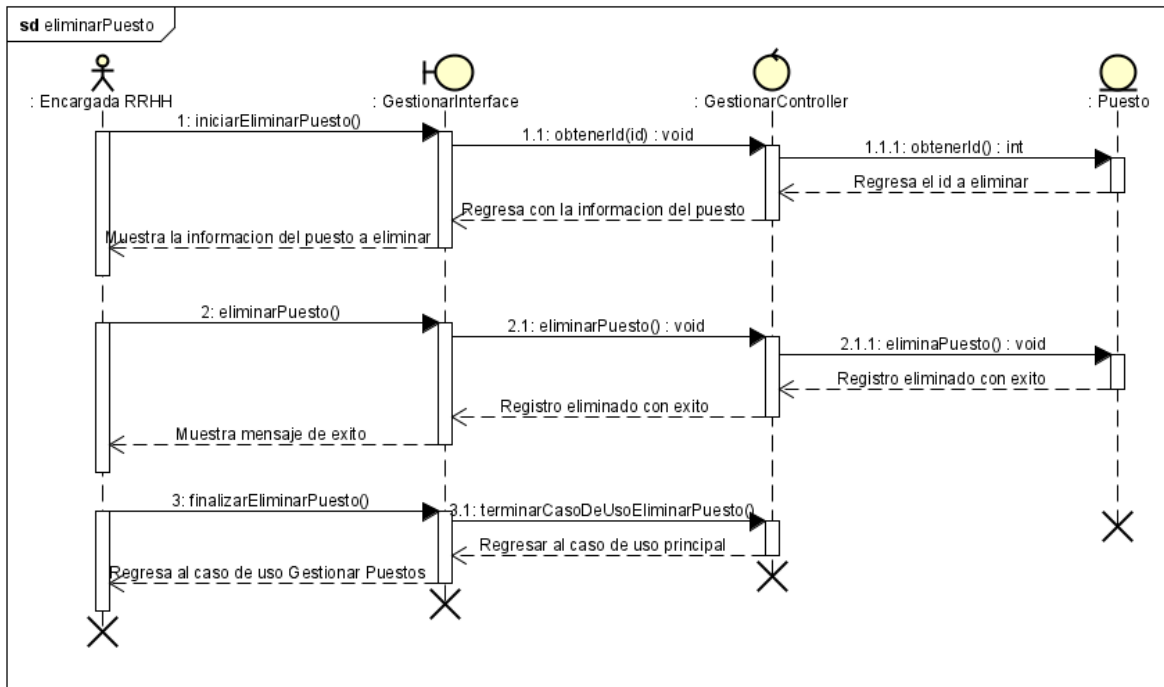 sd eliminarPuesto
: Encargada RRHH
: GestionarInterface
: GestionarController
: Puesto
1: iniciarEliminarPuesto()
1.1: obtenerId(id) : void
1.1.1: obtenerId() : int
Regresa el id a eliminar
Regresa con la informacion del puesto
Muestra la informacion del puesto a eliminar
2: eliminarPuesto()
2.1: eliminarPuesto() : void
2.1.1: eliminaPuesto() : void
Registro eliminado con exito
Registro eliminado con exito
Muestra mensaje de exito
3: finalizarEliminarPuesto()
3.1: terminarCasoDeUsoEliminarPuesto()
Regresar al caso de uso principal
Regresa al caso de uso Gestionar Puestos